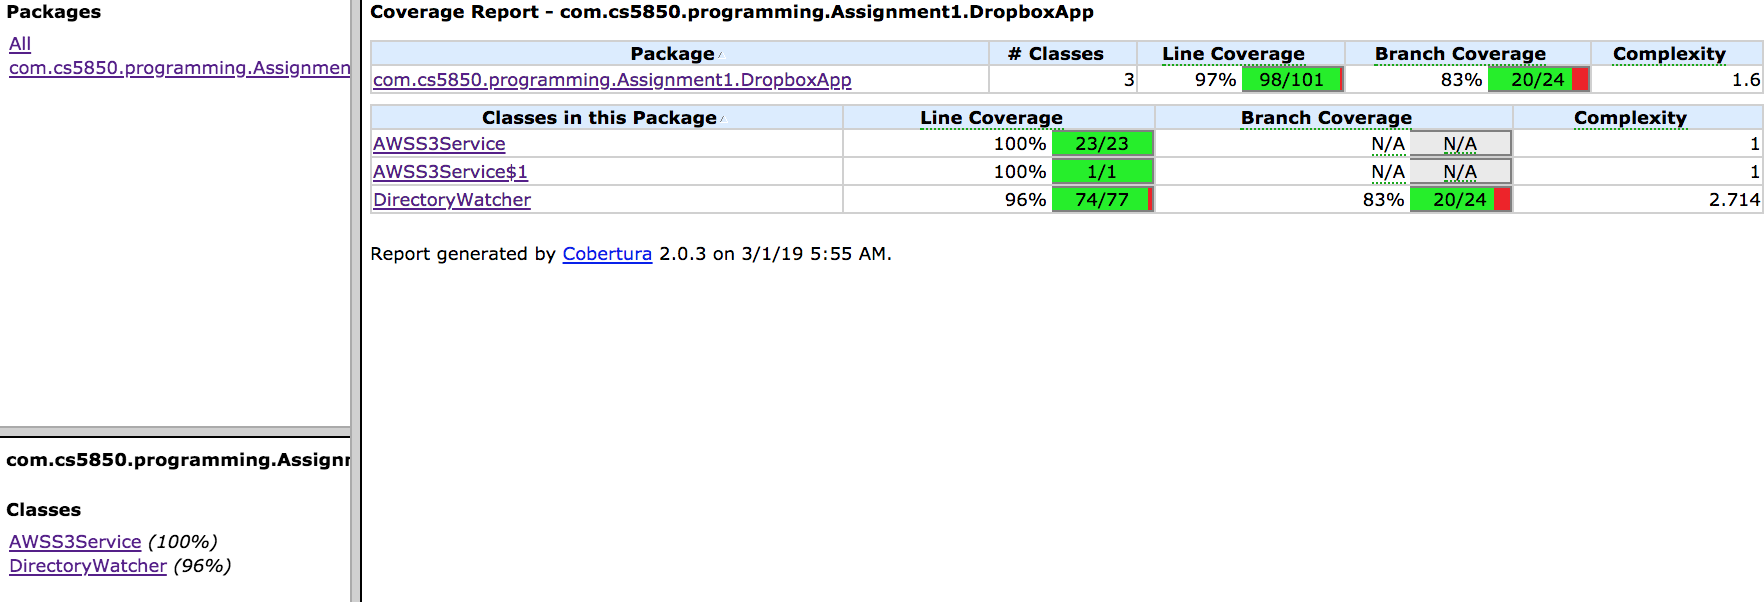 Packages
All
com.cs5850.programming.Assignmen
com.cs5850.programming.Assignm
Classes
AWSS3Service (100%)
DirectoryWatcher (96%)
Coverage Report - com.cs5850.programming.Assignment1.DropboxApp
Package # Classes Line Coverage Branch Coverage Complexity
com.cs5850.programming.Assignment1.DropboxApp 3 97% 98/101 83% 20/24 1.6
Classes in this Package Line Coverage Branch Coverage Complexity
AWSS3Service 100% 23/23 N/A N/A 1
AWSS3Service$1 100% 1/1 N/A N/A 1
DirectoryWatcher 96% 74/77 83% 20/24 2.714
Report generated by Cobertura 2.0.3 on 3/1/19 5:55 AM.